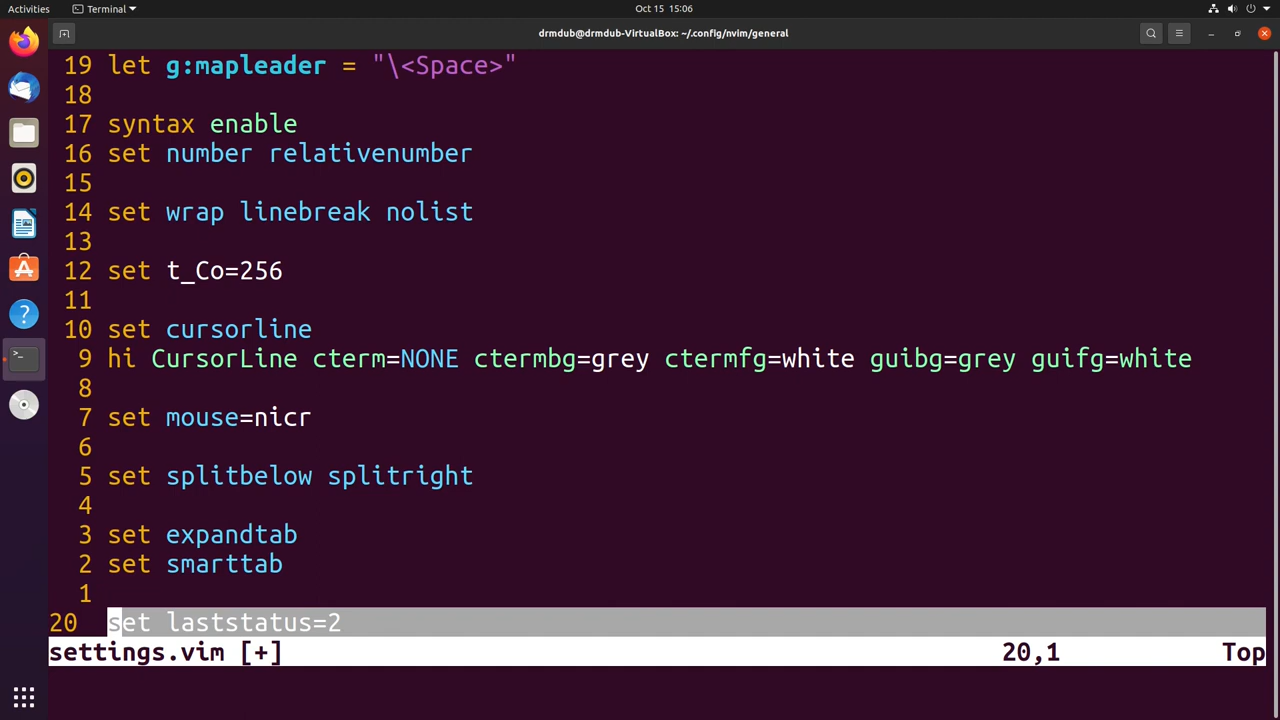 Activities Terminal Oct 15 15:06
drmdub@drmdub-VirtualBox: ~/.config/nvim/general
19 let g:mapleader = "\<Space>"
18
17 syntax enable
16 set number relativenumber
15
14 set wrap linebreak nolist
13
12 set t_Co=256
11
10 set cursorline
9 hi CursorLine cterm=NONE ctermbg=grey ctermfg=white guibg=grey guifg=white
8
7 set mouse=nicr
6
5 set splitbelow splitright
4
3 set expandtab
2 set smarttab
1
20 set laststatus=2
settings.vim [+] 20,1 Top